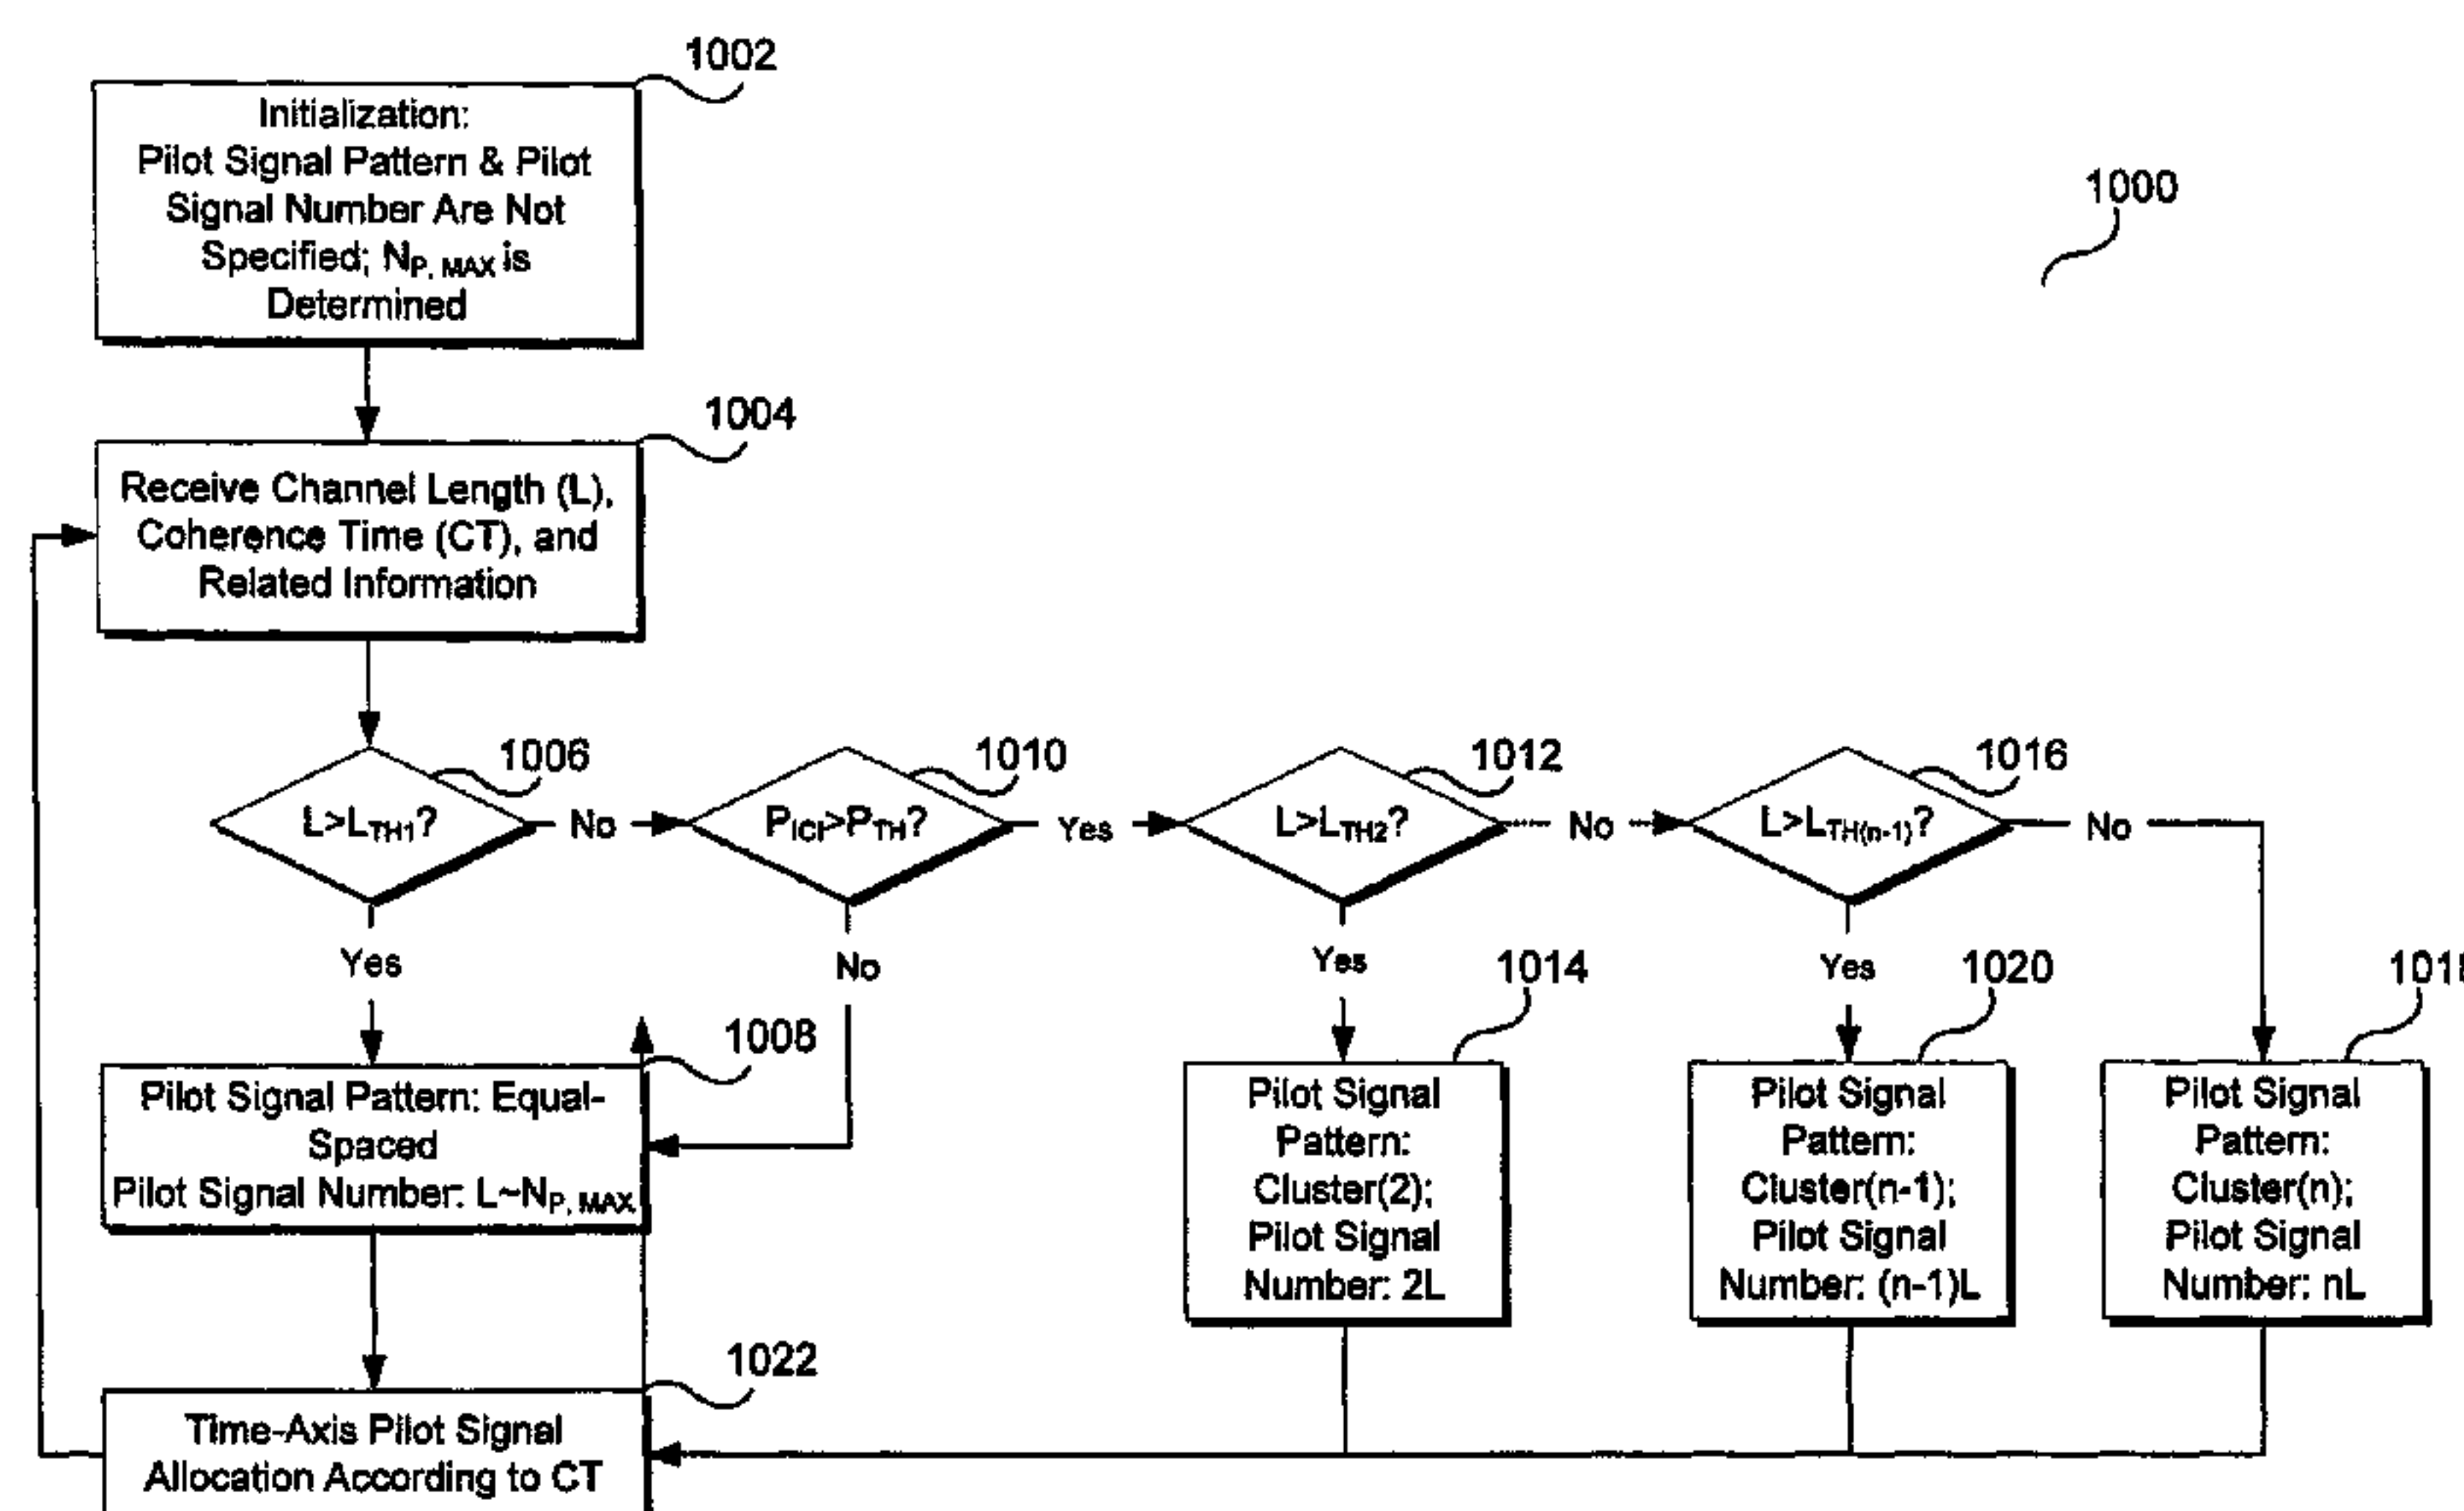 1002
Initialization:
Pilot Signal Pattern & Pilot
Signal Number Are Not
Specified; NP, MAX is
Determined
1000
1004
Receive Channel Length (L),
Coherence Time (CT), and
Related Information
1006
L>LTH1?
No
1010
PICI>PTH?
Yes
1012
L>LTH2?
No
1016
L>LTH(n-1)?
No
Yes
No
Yes
Yes
1008
Pilot Signal Pattern: Equal-
Spaced
Pilot Signal Number: L~NP, MAX
1014
Pilot Signal
Pattern:
Cluster(2);
Pilot Signal
Number: 2L
1020
Pilot Signal
Pattern:
Cluster(n-1);
Pilot Signal
Number: (n-1)L
1018
Pilot Signal
Pattern:
Cluster(n);
Pilot Signal
Number: nL
1022
Time-Axis Pilot Signal
Allocation According to CT